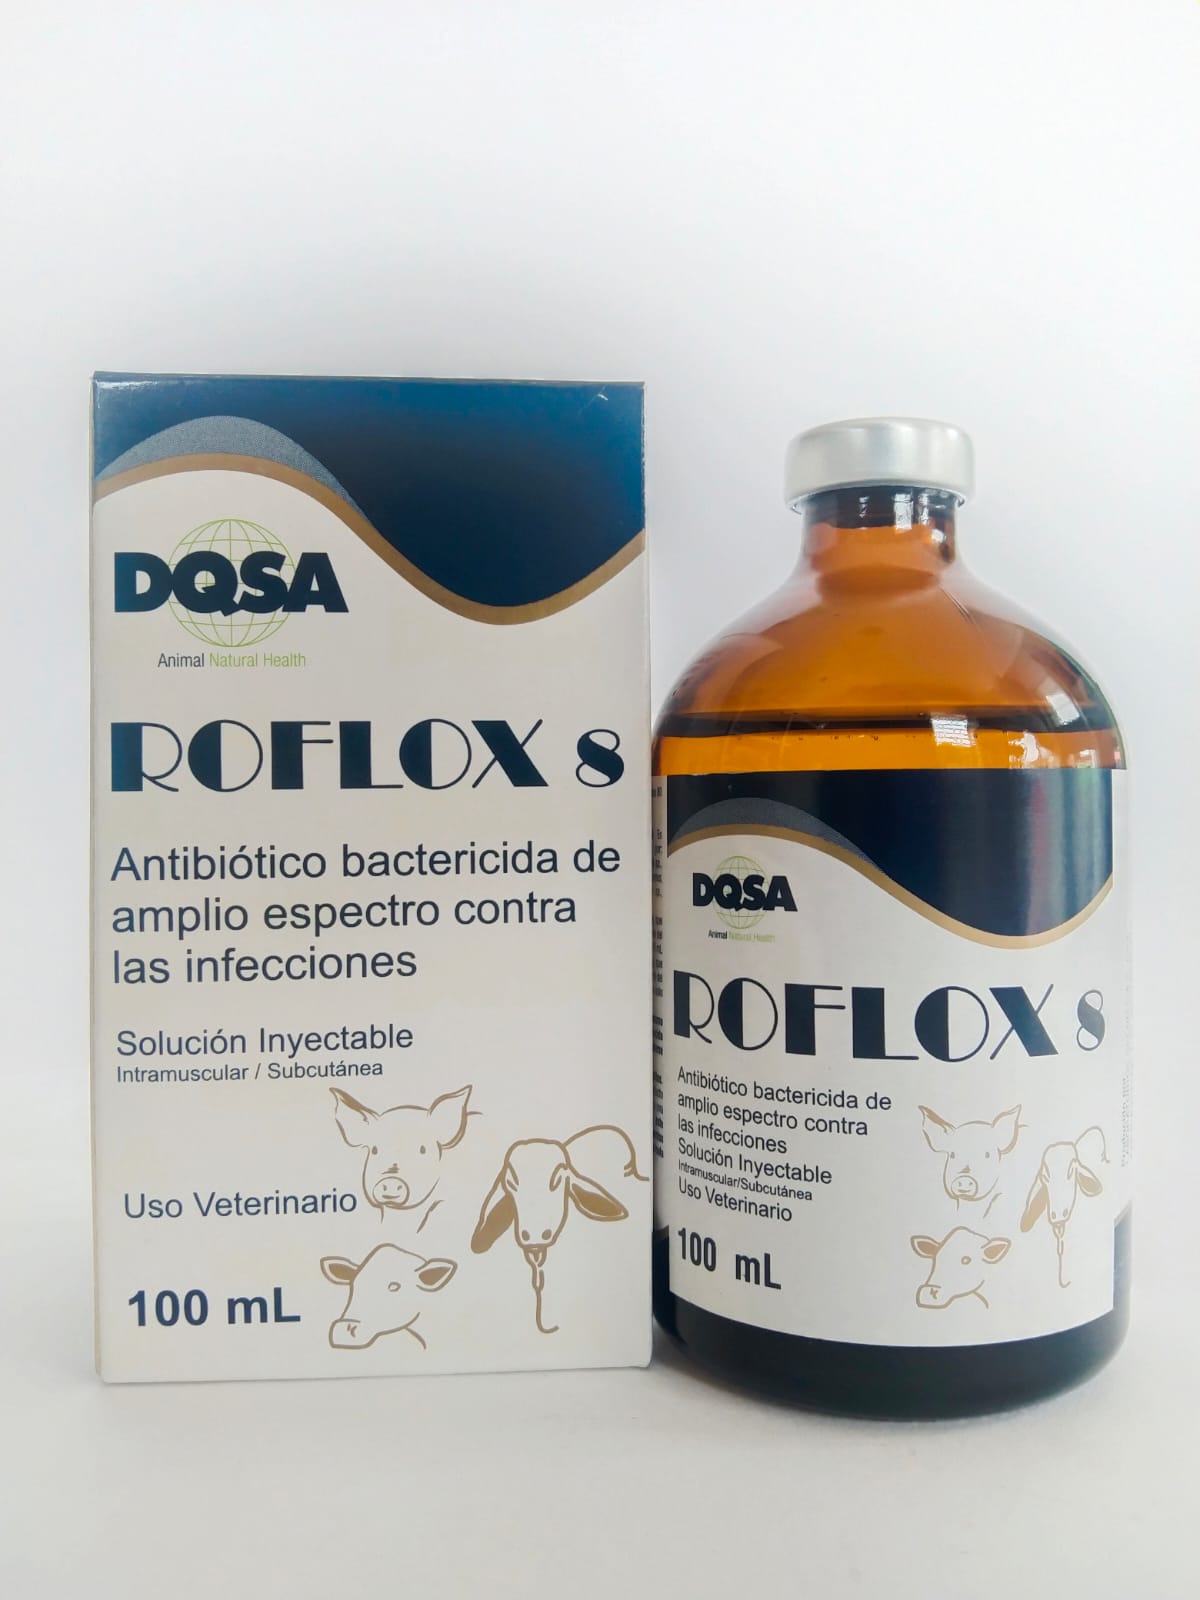 DQSA
Animal Natural Health
ROFLOX 8
Antibiótico bactericida de
amplio espectro contra
las infecciones
Solución Inyectable
Intramuscular / Subcutánea
Uso Veterinario
100 mL
DQSA
Animal Natural Health
ROFLOX 8
Antibiótico bactericida de
amplio espectro contra
las infecciones
Solución Inyectable
Intramuscular/Subcutánea
Uso Veterinario
100 mL